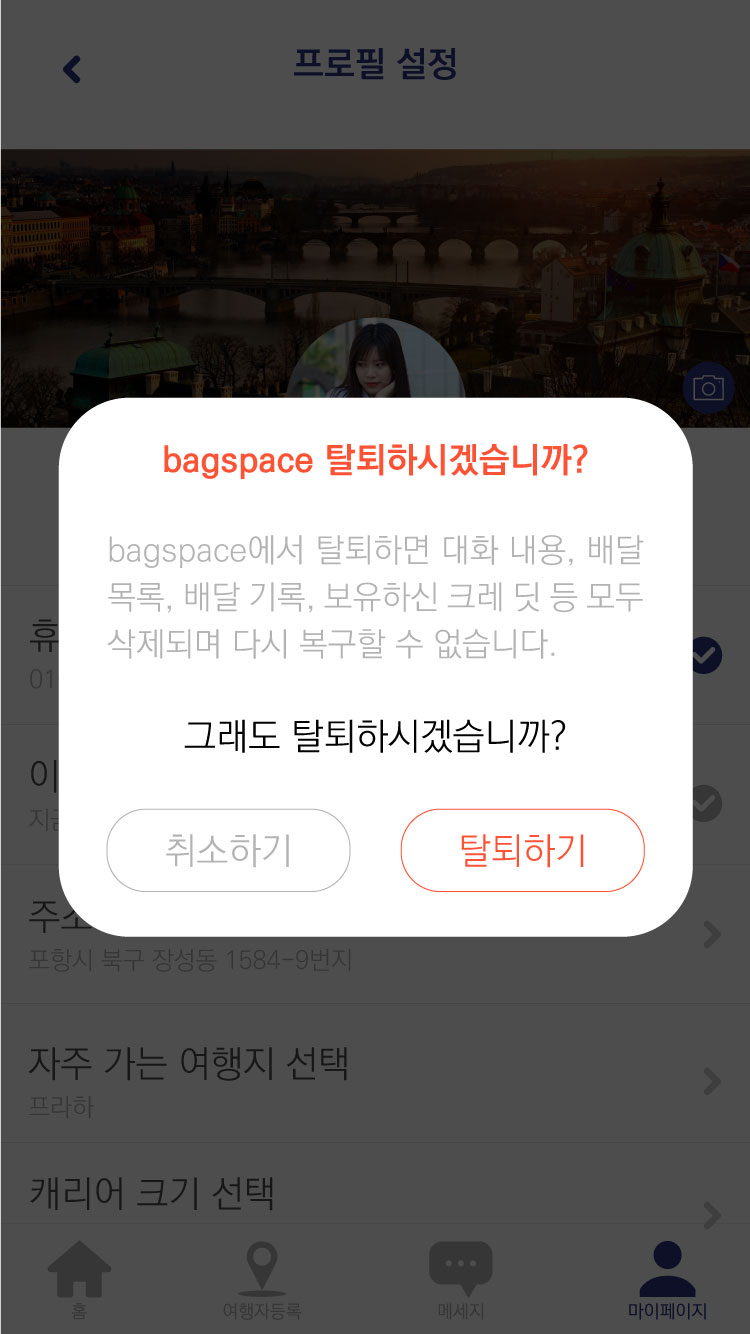 프로필 설정
bagspace 탈퇴하시겠습니까?
bagspace에서 탈퇴하면 대화 내용, 배달
목록, 배달 기록, 보유하신 크레 딧 등 모두
삭제되며 다시 복구할 수 없습니다.
그래도 탈퇴하시겠습니까?
취소하기
탈퇴하기
휴
01
이
지금
주소
포항시 북구 장성동 1584-9번지
자주 가는 여행지 선택
프라하
캐리어 크기 선택
홈
여행자등록
메세지
마이페이지